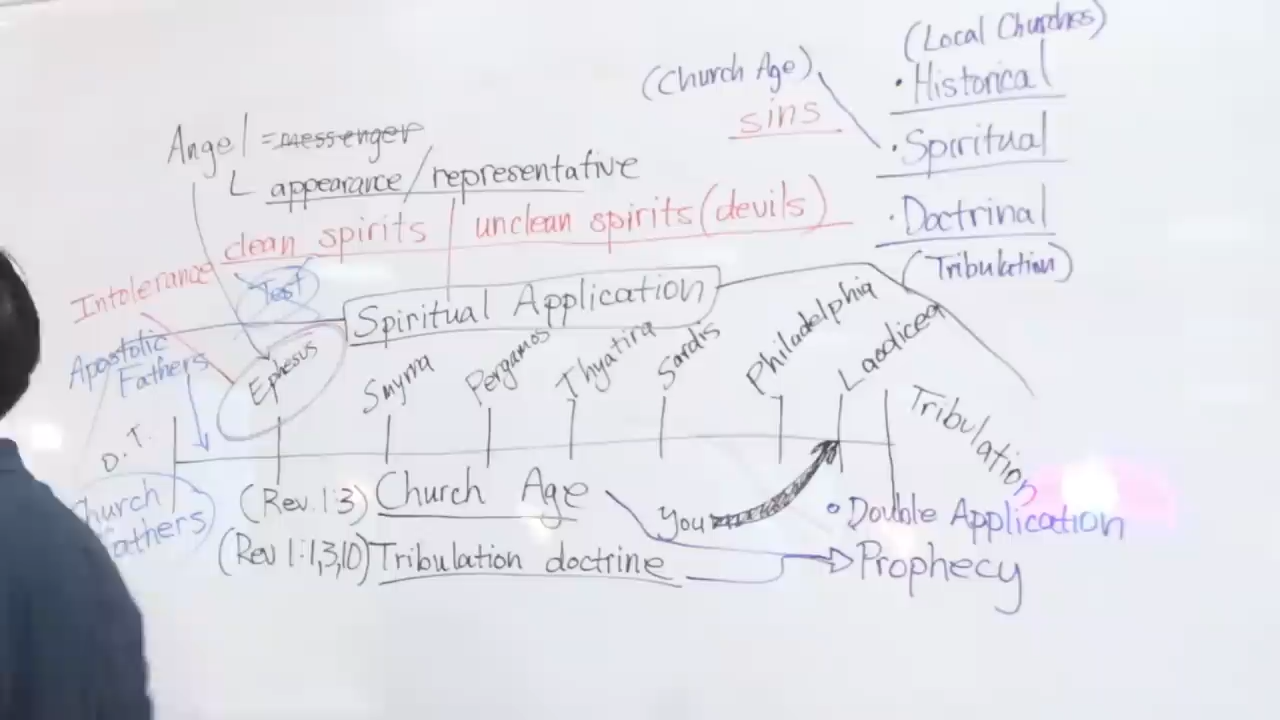 (Local Churches)
• Historical
(Church Age)
sins
• Spiritual
• Doctrinal
(Tribulation)
Angel = messenger
L appearance/representative
clean spirits | unclean spirits (devils)
Intolerance
Test
Spiritual Application
Apostolic
Fathers
Ephesus
Smyrna
Pergamos
Thyatira
Sardis
Philadelphia
Laodicea
Tribulation
O.T.
Church
Fathers
(Rev. 1:3) Church Age
You
• Double Application
(Rev 1:1,3,10) Tribulation doctrine
Prophecy